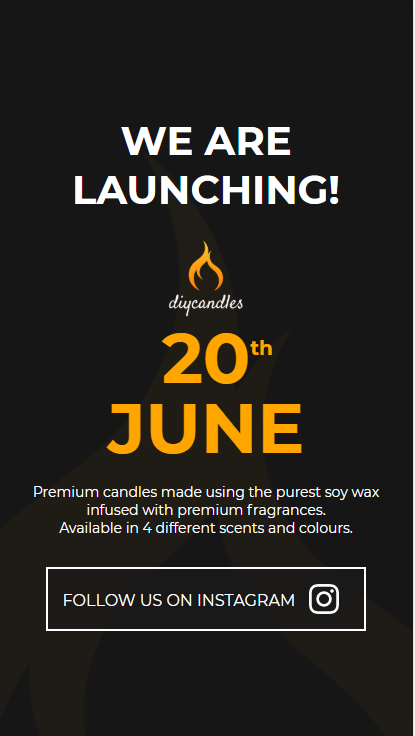 WE ARE
LAUNCHING!
diycandles
20th
JUNE
Premium candles made using the purest soy wax
infused with premium fragrances.
Available in 4 different scents and colours.
FOLLOW US ON INSTAGRAM